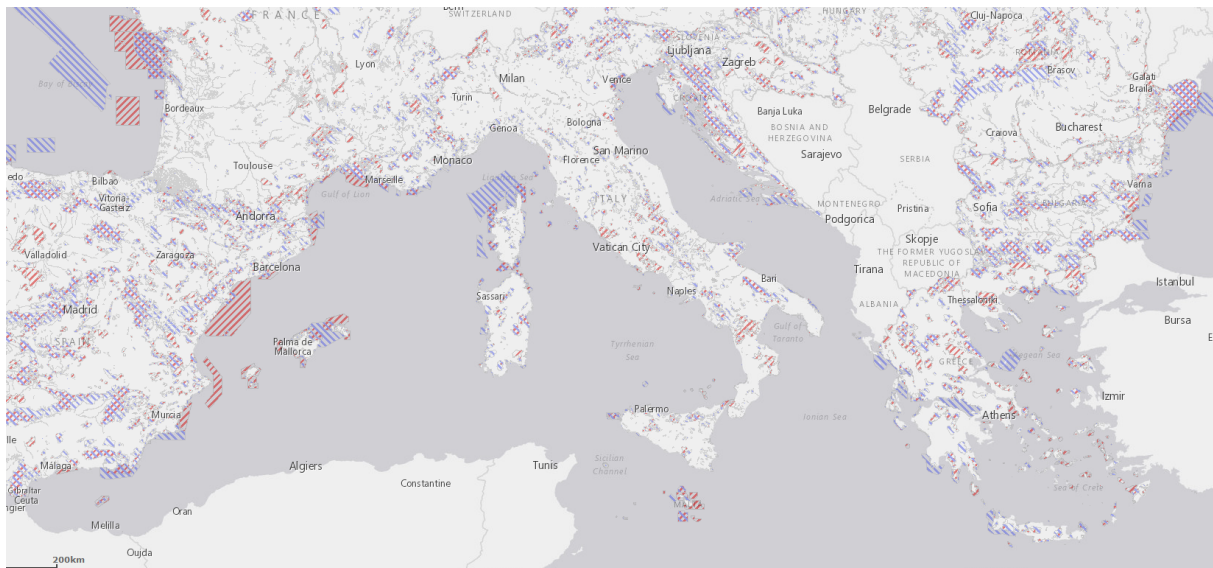 Bern
FRANCE
SWITZERLAND
HUNGARY
Cluj-Napoca
SLOVENIA
Ljubljana
Zagreb
ROMANIA
Lyon
Milan
Venice
Brasov
Galati
Braila
Bay of Biscay
Turin
CROATIA
Bordeaux
Genoa
Bologna
Banja Luka
Belgrade
BOSNIA AND
HERZEGOVINA
Craiova
Bucharest
San Marino
Florence
Sarajevo
SERBIA
Toulouse
Monaco
Marseille
Bilbao
Vitoria
Gasteiz
Gulf of Lion
Andorra
ITALY
Adriatic Sea
MONTENEGRO
Pristina
Sofia
BULGARIA
Varna
Podgorica
Valladolid
Zaragoza
Barcelona
Vatican City
Skopje
THE FORMER YUGOSLAV
REPUBLIC OF
MACEDONIA
Tirana
Bari
Istanbul
Madrid
Sassari
Naples
ALBANIA
Thessaloniki
Bursa
SPAIN
Palma de
Mallorca
Tyrrhenian
Sea
Gulf of
Taranto
GREECE
Aegean Sea
Izmir
Murcia
Palermo
Ionian Sea
Athens
Málaga
Algiers
Tunis
Sicilian
Channel
Constantine
Gibraltar
Ceuta
Oran
Melilla
Sea of Crete
Oujda
200km